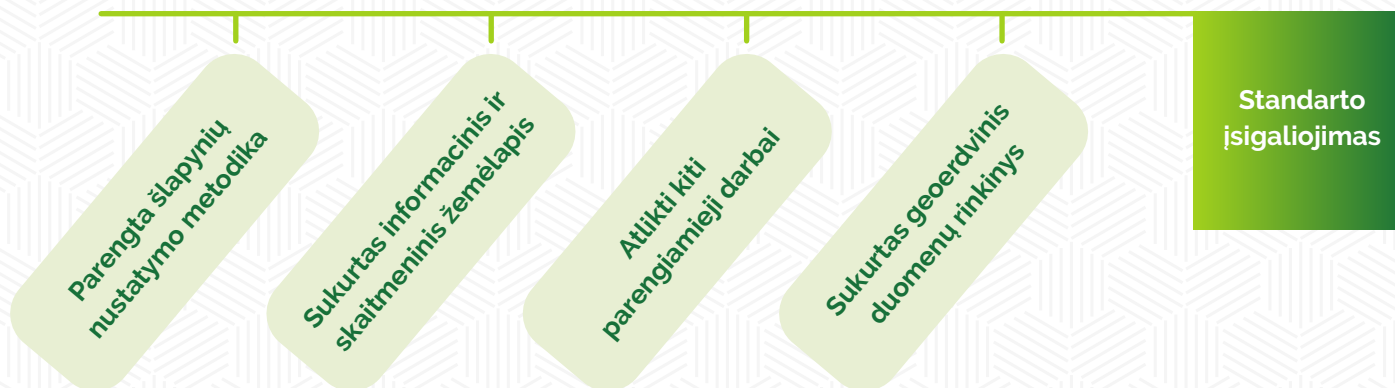 Parengta šlapynių
nustatymo metodika
Sukurtas informacinis ir
skaitmeninis žemėlapis
Atlikti kiti
parengiamieji darbai
Sukurtas geoerdvinis
duomenų rinkinys
Standarto
įsigaliojimas